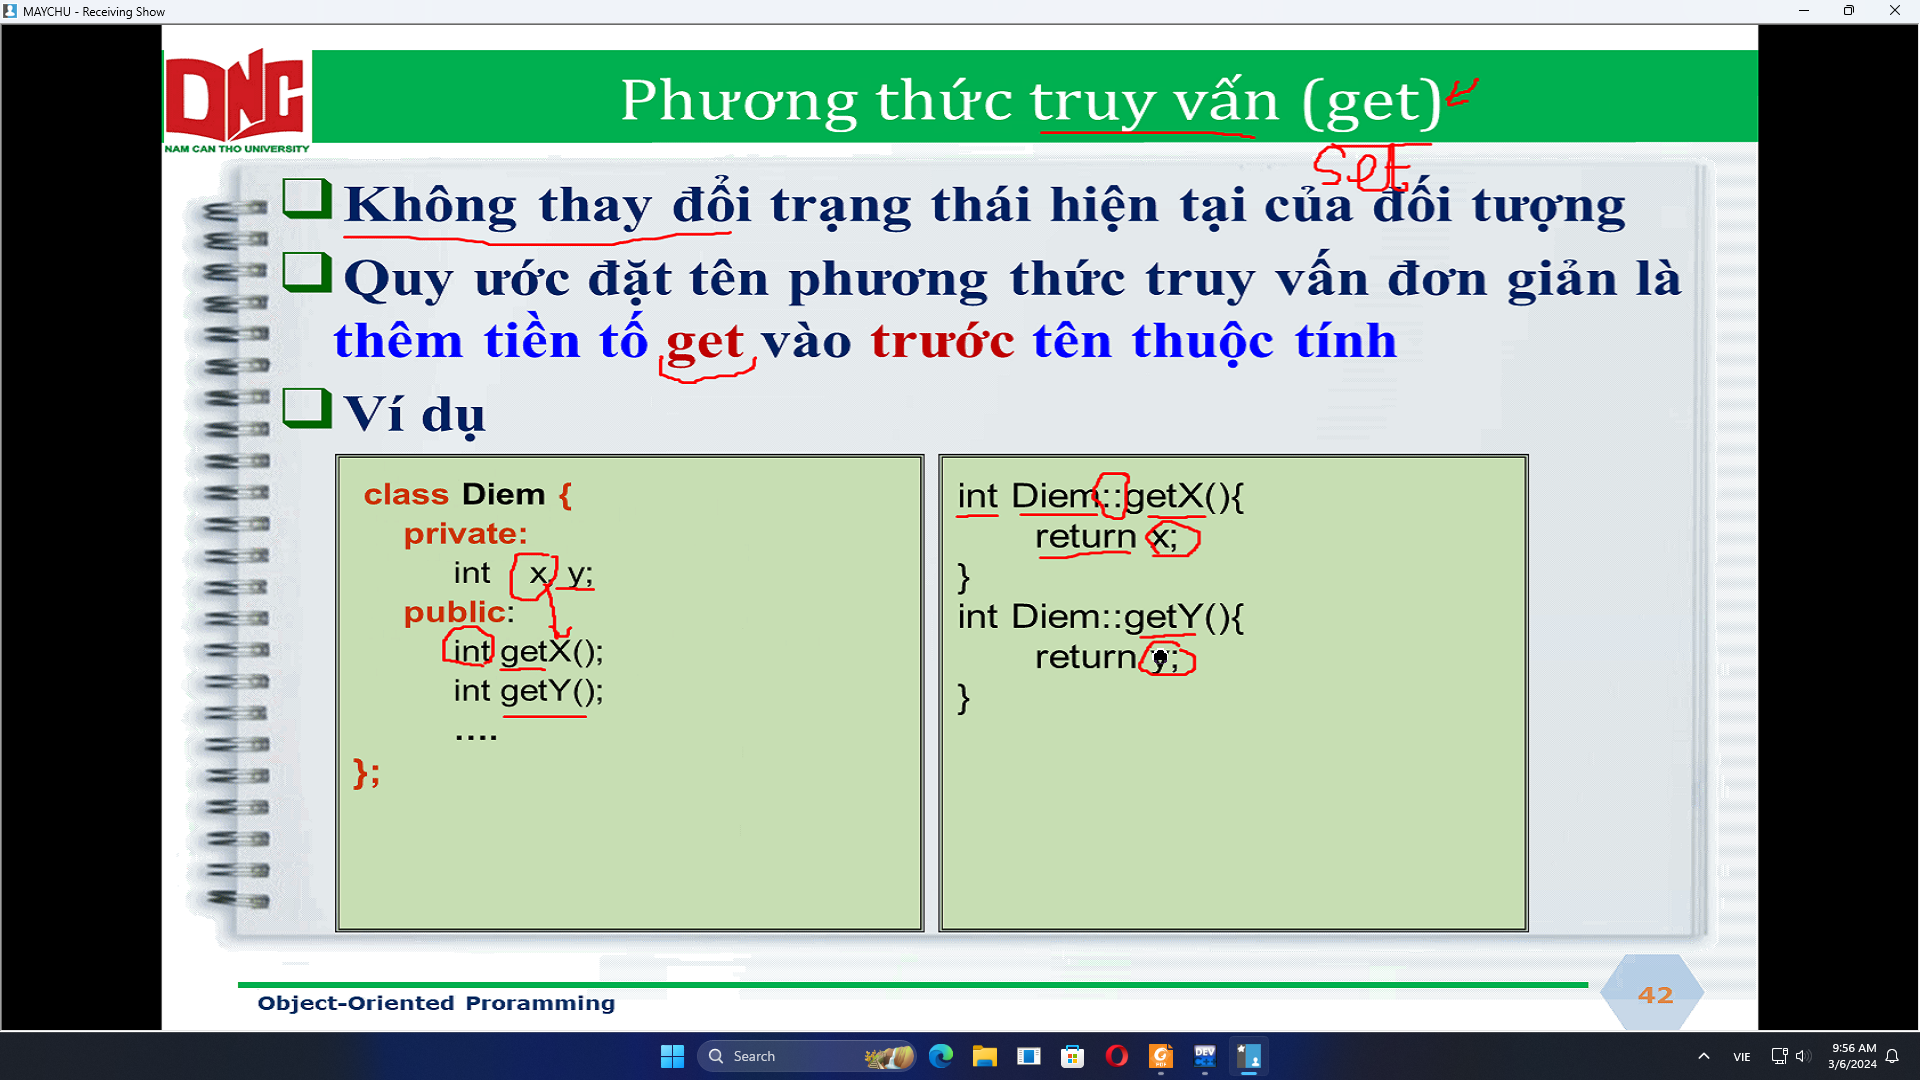 MAYCHU - Receiving Show
DNC
NAM CAN THO UNIVERSITY
Phương thức truy vấn (get)
set
Không thay đổi trạng thái hiện tại của đối tượng
Quy ước đặt tên phương thức truy vấn đơn giản là
thêm tiền tố get vào trước tên thuộc tính
Ví dụ
class Diem {
private:
int x, y;
public:
int getX();
int getY();
....
};
int Diem::getX(){
return x;
}
int Diem::getY(){
return y;
}
Object-Oriented Proramming
42
Search
DEV
VIE
9:56 AM
3/6/2024